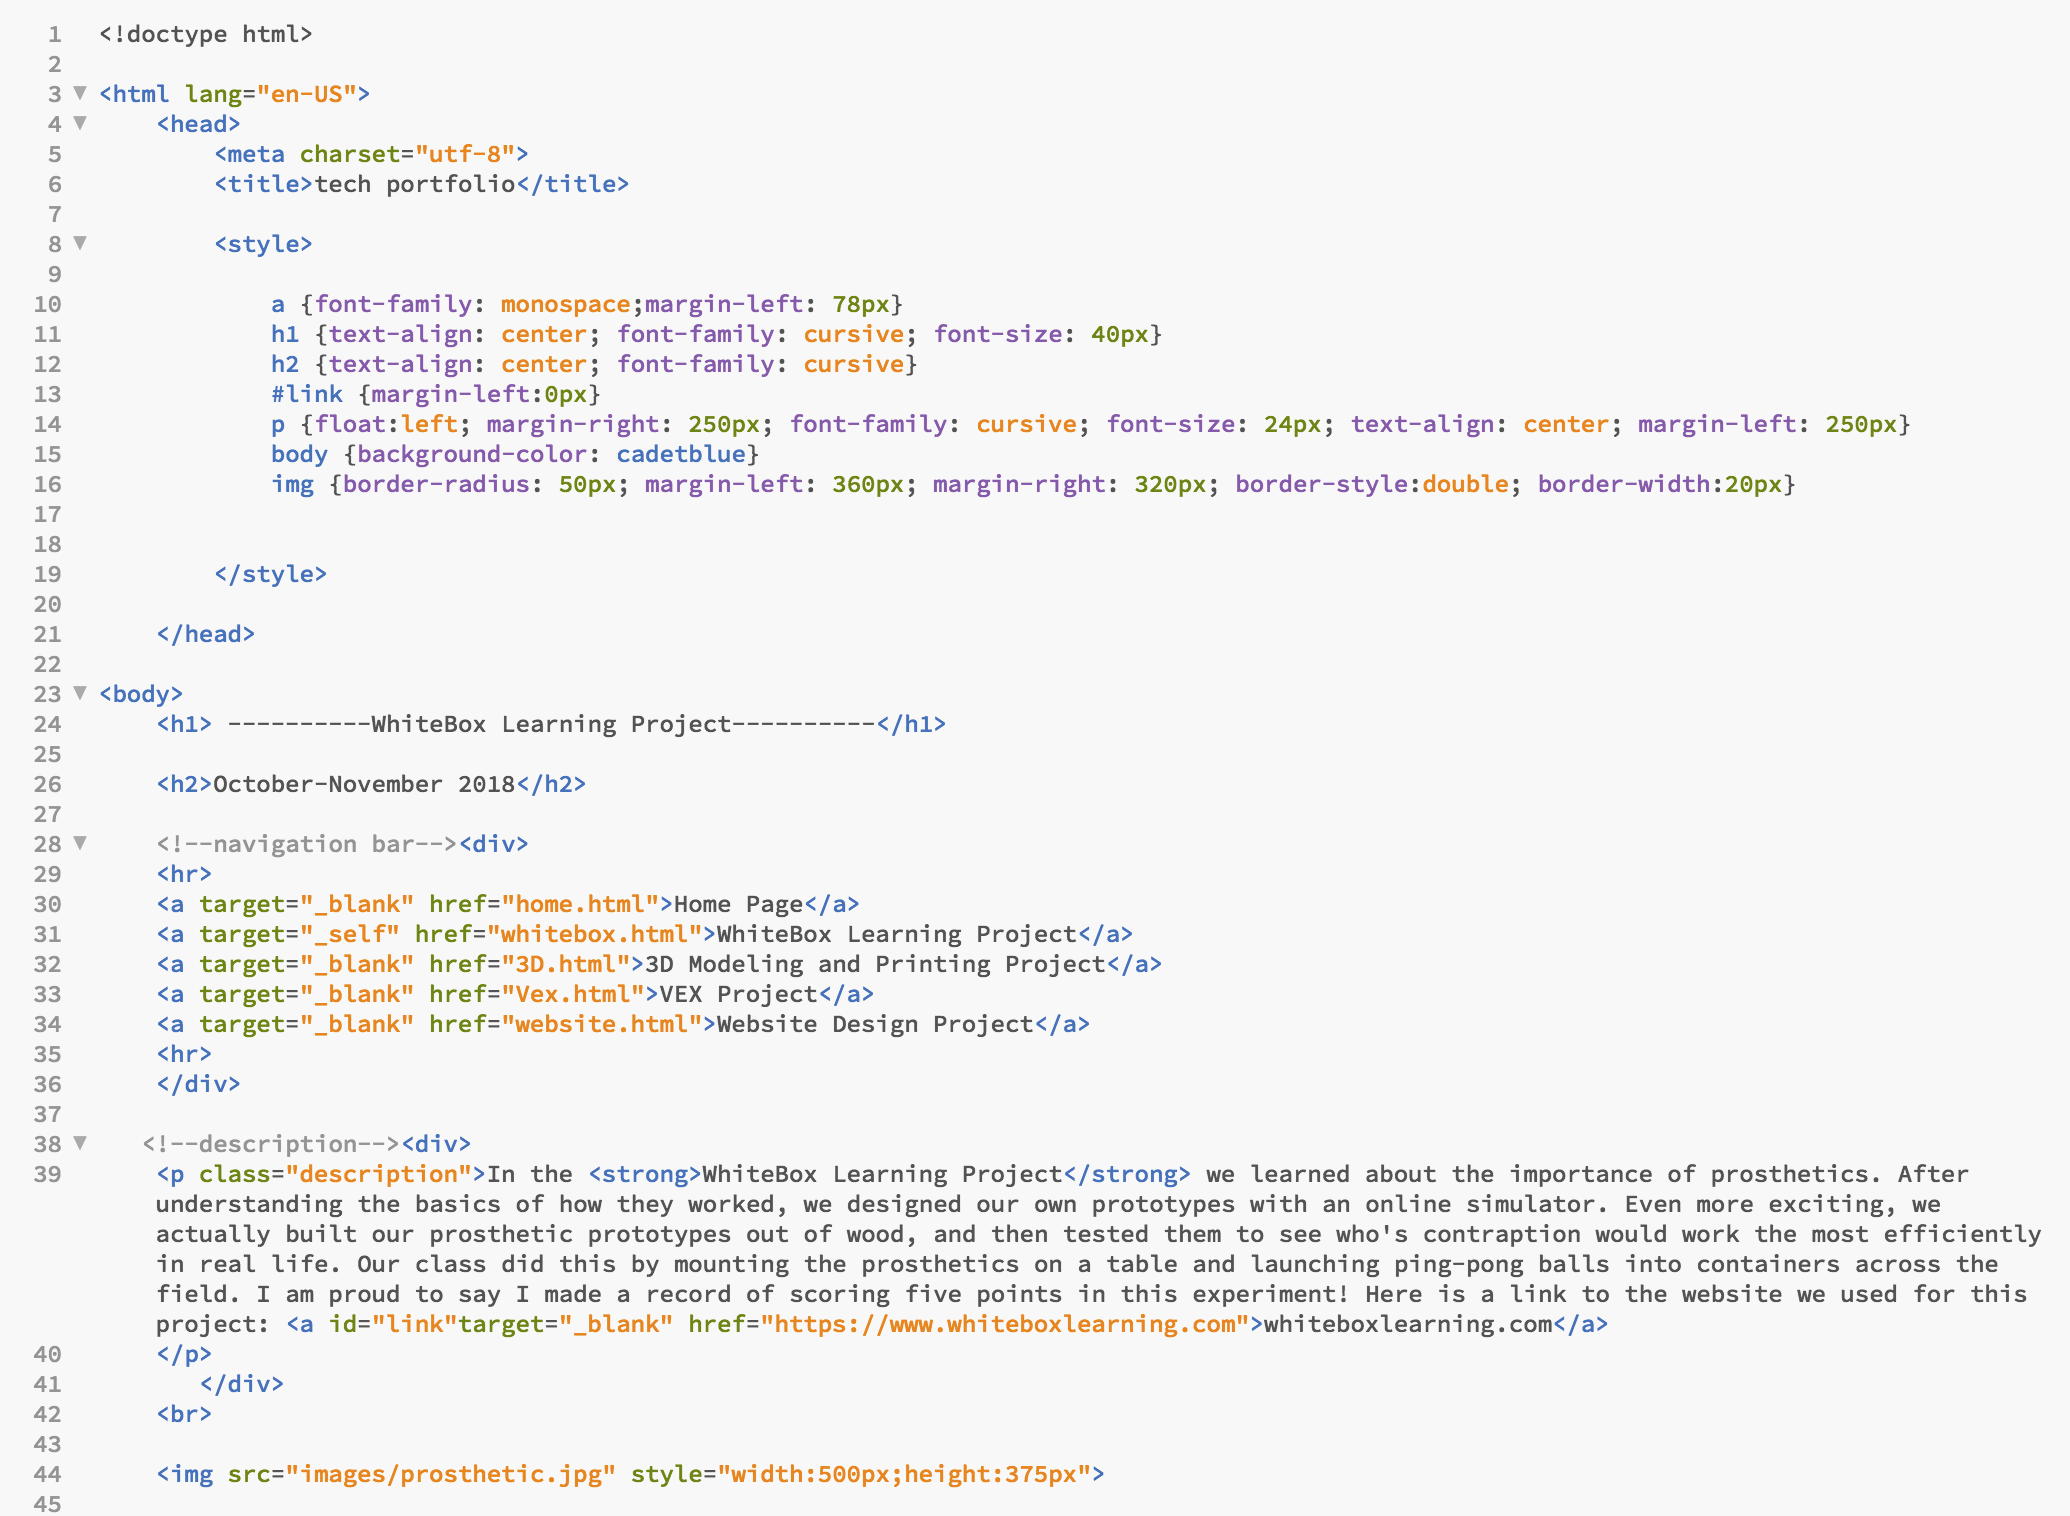 1 <!doctype html>
2
3 ▼ <html lang="en-US">
4 ▼     <head>
5         <meta charset="utf-8">
6         <title>tech portfolio</title>
7
8 ▼         <style>
9
10             a {font-family: monospace;margin-left: 78px}
11             h1 {text-align: center; font-family: cursive; font-size: 40px}
12             h2 {text-align: center; font-family: cursive}
13             #link {margin-left:0px}
14             p {float:left; margin-right: 250px; font-family: cursive; font-size: 24px; text-align: center; margin-left: 250px}
15             body {background-color: cadetblue}
16             img {border-radius: 50px; margin-left: 360px; margin-right: 320px; border-style:double; border-width:20px}
17
18
19         </style>
20
21     </head>
22
23 ▼ <body>
24     <h1> ----------WhiteBox Learning Project----------</h1>
25
26     <h2>October-November 2018</h2>
27
28 ▼     <!--navigation bar--><div>
29     <hr>
30     <a target="_blank" href="home.html">Home Page</a>
31     <a target="_self" href="whitebox.html">WhiteBox Learning Project</a>
32     <a target="_blank" href="3D.html">3D Modeling and Printing Project</a>
33     <a target="_blank" href="Vex.html">VEX Project</a>
34     <a target="_blank" href="website.html">Website Design Project</a>
35     <hr>
36     </div>
37
38 ▼    <!--description--><div>
39     <p class="description">In the <strong>WhiteBox Learning Project</strong> we learned about the importance of prosthetics. After
understanding the basics of how they worked, we designed our own prototypes with an online simulator. Even more exciting, we
actually built our prosthetic prototypes out of wood, and then tested them to see who's contraption would work the most efficiently
in real life. Our class did this by mounting the prosthetics on a table and launching ping-pong balls into containers across the
field. I am proud to say I made a record of scoring five points in this experiment! Here is a link to the website we used for this
project: <a id="link"target="_blank" href="https://www.whiteboxlearning.com">whiteboxlearning.com</a>
40     </p>
41        </div>
42     <br>
43
44     <img src="images/prosthetic.jpg" style="width:500px;height:375px">
45